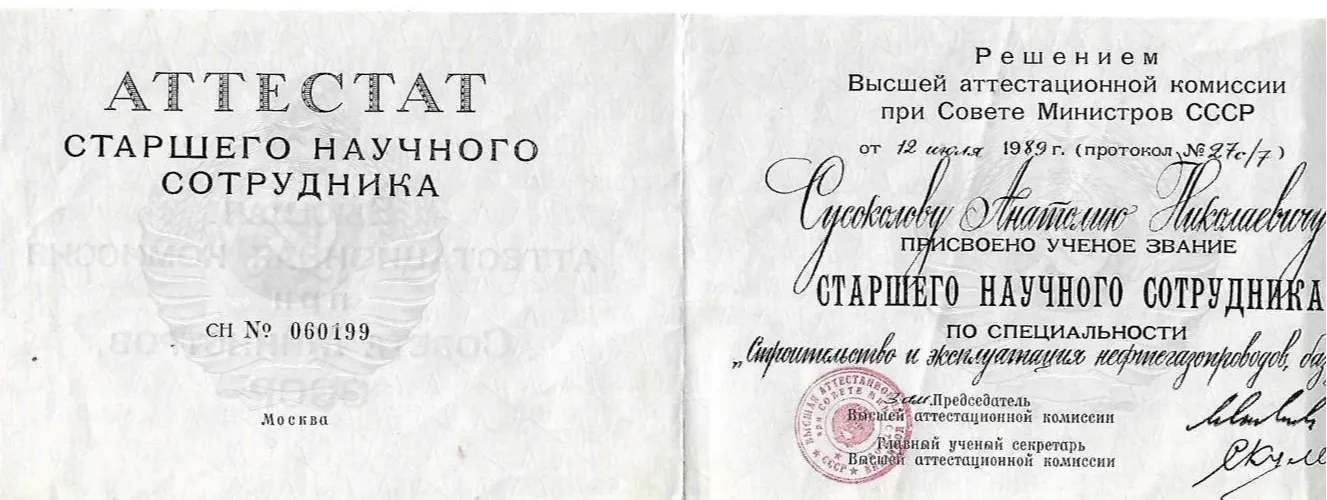 АТТЕСТАТ
СТАРШЕГО НАУЧНОГО
СОТРУДНИКА
СН № 060199
Москва
Решением
Высшей аттестационной комиссии
при Совете Министров СССР
от 12 июля 1989 г. (протокол № 27с/7)
Сусоколову Анатолию Николаевичу
ПРИСВОЕНО УЧЕНОЕ ЗВАНИЕ
СТАРШЕГО НАУЧНОГО СОТРУДНИКА
ПО СПЕЦИАЛЬНОСТИ
„Строительство и эксплуатация нефтегазопроводов, баз
Зам. Председатель
Высшей аттестационной комиссии
Главный ученый секретарь
Высшей аттестационной комиссии